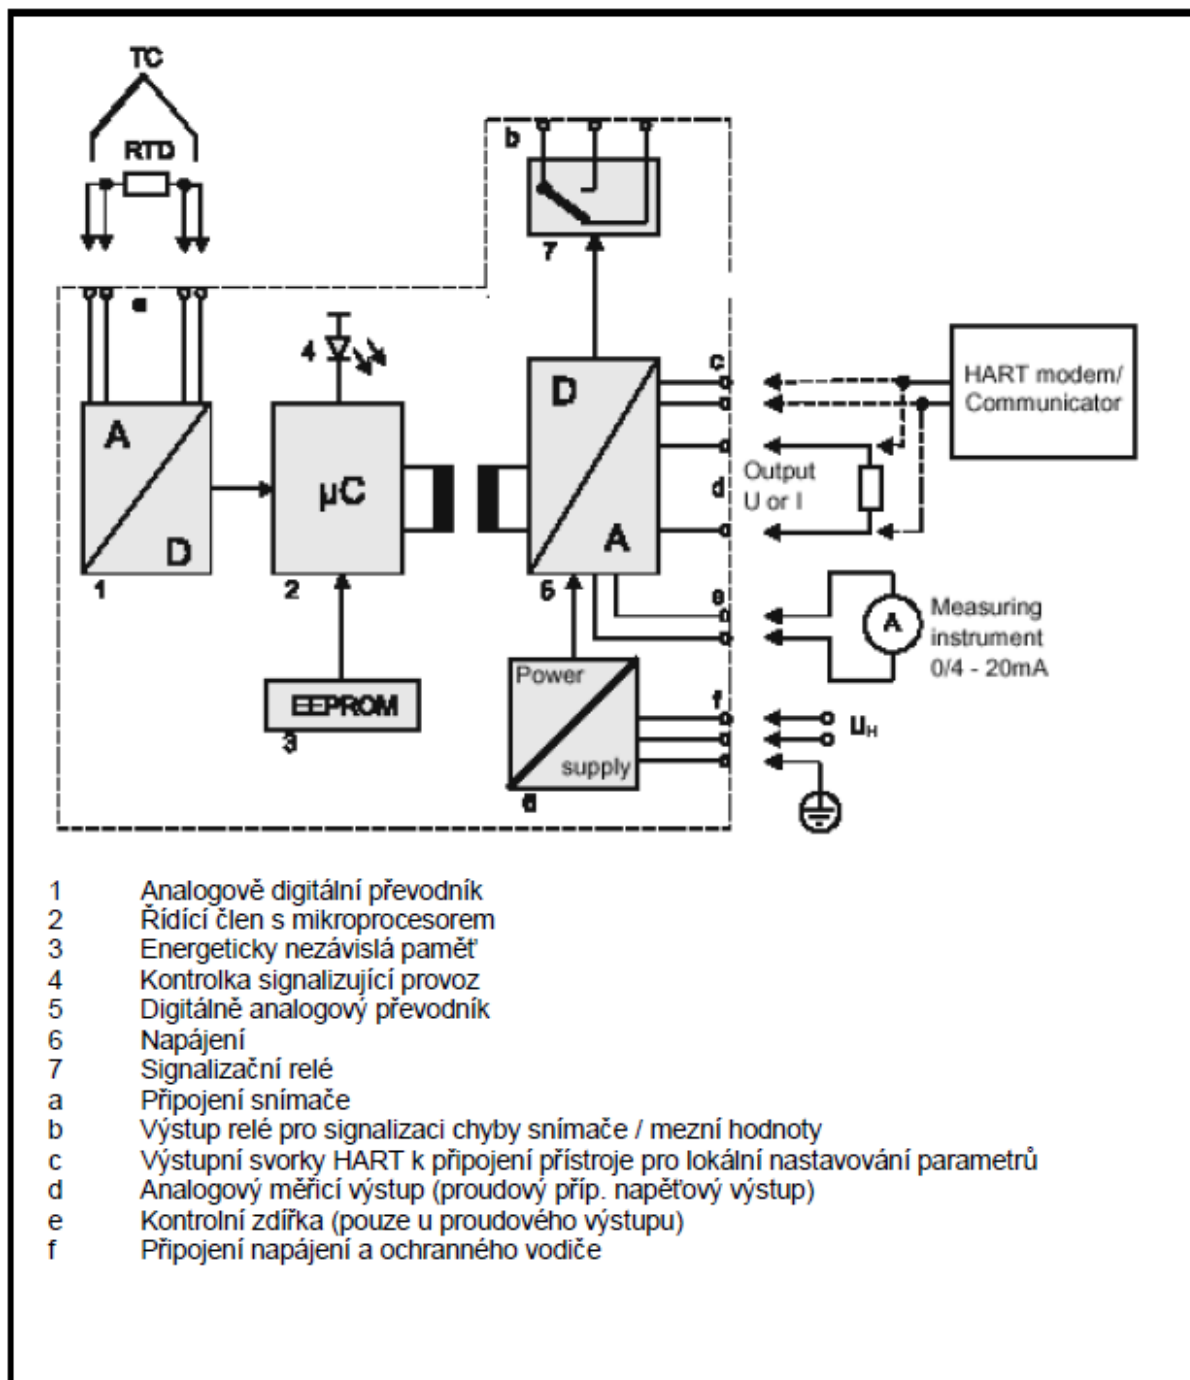 TC
RTD
b
7
a
4
c
D
HART modem/
Communicator
A
µC
Output
U or I
d
D
A
1
2
5
e
A
Measuring
instrument
0/4 - 20mA
Power
EEPROM
f
UH
3
supply
6
1 Analogově digitální převodník
2 Řídící člen s mikroprocesorem
3 Energeticky nezávislá paměť
4 Kontrolka signalizující provoz
5 Digitálně analogový převodník
6 Napájení
7 Signalizační relé
a Připojení snímače
b Výstup relé pro signalizaci chyby snímače / mezní hodnoty
c Výstupní svorky HART k připojení přístroje pro lokální nastavování parametrů
d Analogový měřicí výstup (proudový příp. napěťový výstup)
e Kontrolní zdířka (pouze u proudového výstupu)
f Připojení napájení a ochranného vodiče